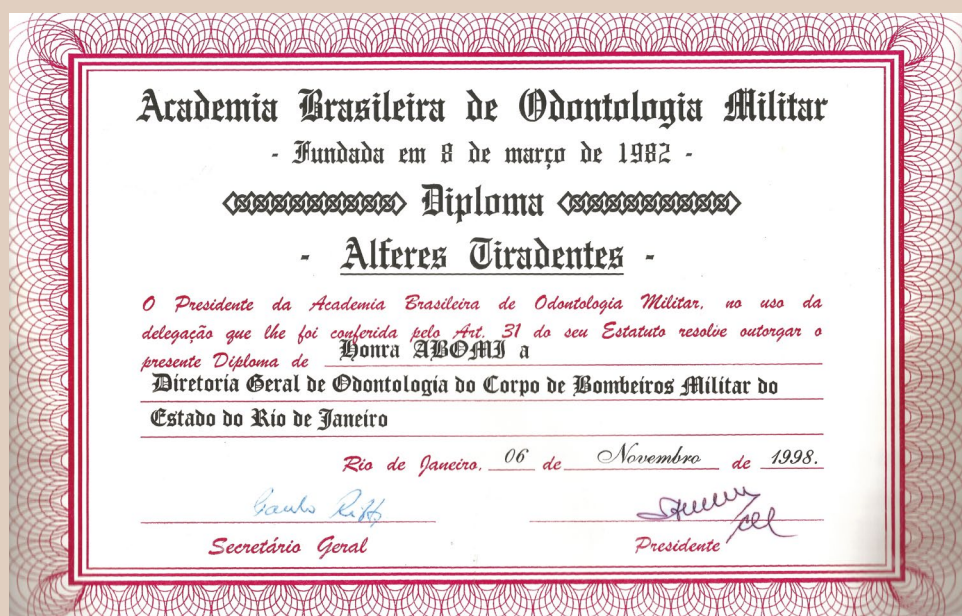 Academia Brasileira de Odontologia Militar
- Fundada em 8 de março de 1982 -
Diploma
- Alferes Tiradentes -
O Presidente da Academia Brasileira de Odontologia Militar, no uso da
delegação que lhe foi conferida pelo Art. 31 do seu Estatuto resolve outorgar o
presente Diploma de Honra ABOMI a
Diretoria Geral de Odontologia do Corpo de Bombeiros Militar do
Estado do Rio de Janeiro
Rio de Janeiro, 06 de Novembro de 1998.
Secretário Geral Presidente